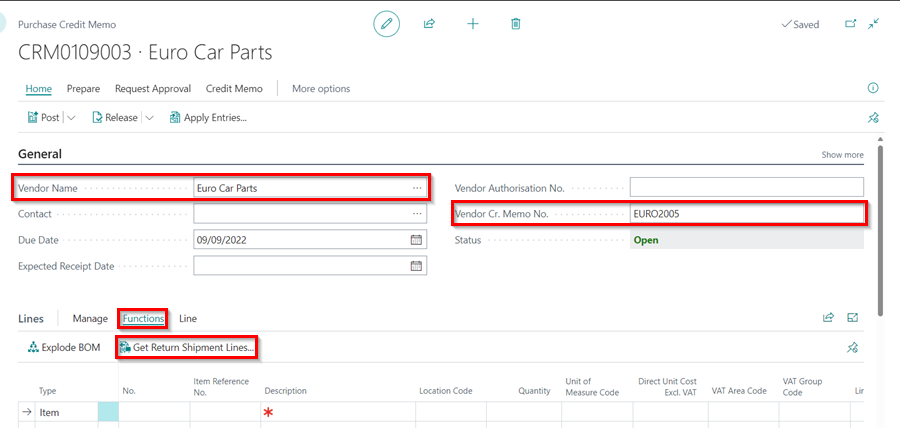 Purchase Credit Memo
Saved
CRM0109003 · Euro Car Parts
Home Prepare Request Approval Credit Memo More options
Post Release Apply Entries...
General Show more
Vendor Name Euro Car Parts Vendor Authorisation No.
Contact Vendor Cr. Memo No. EURO2005
Due Date 09/09/2022 Status Open
Expected Receipt Date
Lines Manage Functions Line
Explode BOM Get Return Shipment Lines...
Type No. Item Reference No. Description Location Code Quantity Unit of Measure Code Direct Unit Cost Excl. VAT VAT Area Code VAT Group Code Lin
Item